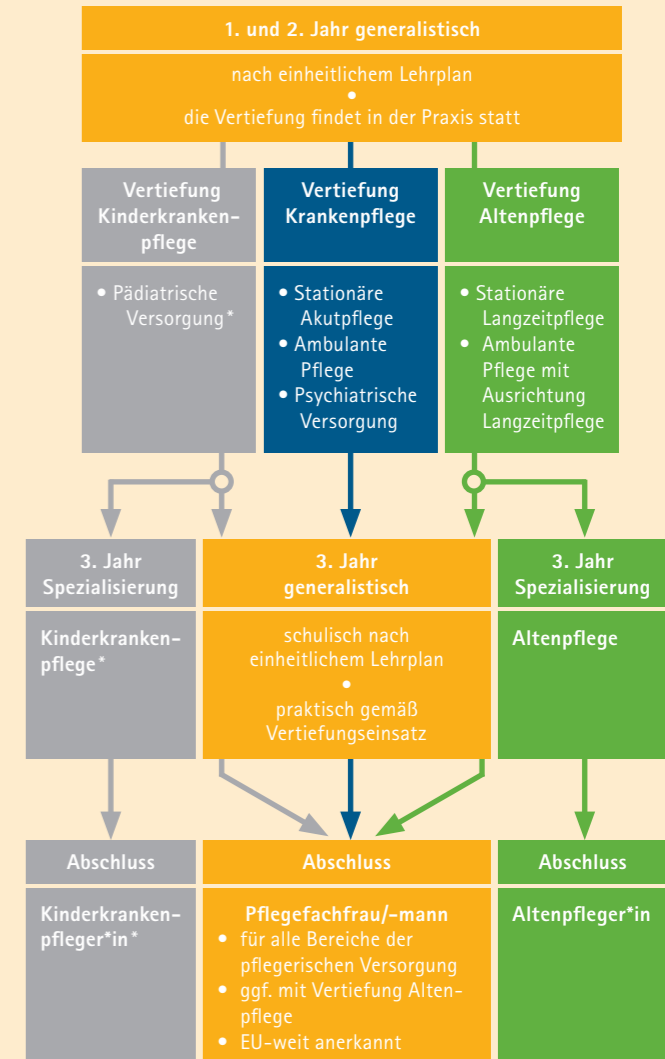 1. und 2. Jahr generalistisch
nach einheitlichem Lehrplan
•
die Vertiefung findet in der Praxis statt
Vertiefung
Kinderkranken-
pflege
• Pädiatrische
Versorgung*
Vertiefung
Krankenpflege
• Stationäre
Akutpflege
• Ambulante
Pflege
• Psychiatrische
Versorgung
Vertiefung
Altenpflege
• Stationäre
Langzeitpflege
• Ambulante
Pflege mit
Ausrichtung
Langzeitpflege
3. Jahr
Spezialisierung
Kinderkranken-
pflege*
3. Jahr
generalistisch
schulisch nach
einheitlichem Lehrplan
•
praktisch gemäß
Vertiefungseinsatz
3. Jahr
Spezialisierung
Altenpflege
Abschluss
Kinderkranken-
pfleger*in*
Abschluss
Pflegefachfrau/-mann
• für alle Bereiche der
pflegerischen Versorgung
• ggf. mit Vertiefung Alten-
pflege
• EU-weit anerkannt
Abschluss
Altenpfleger*in